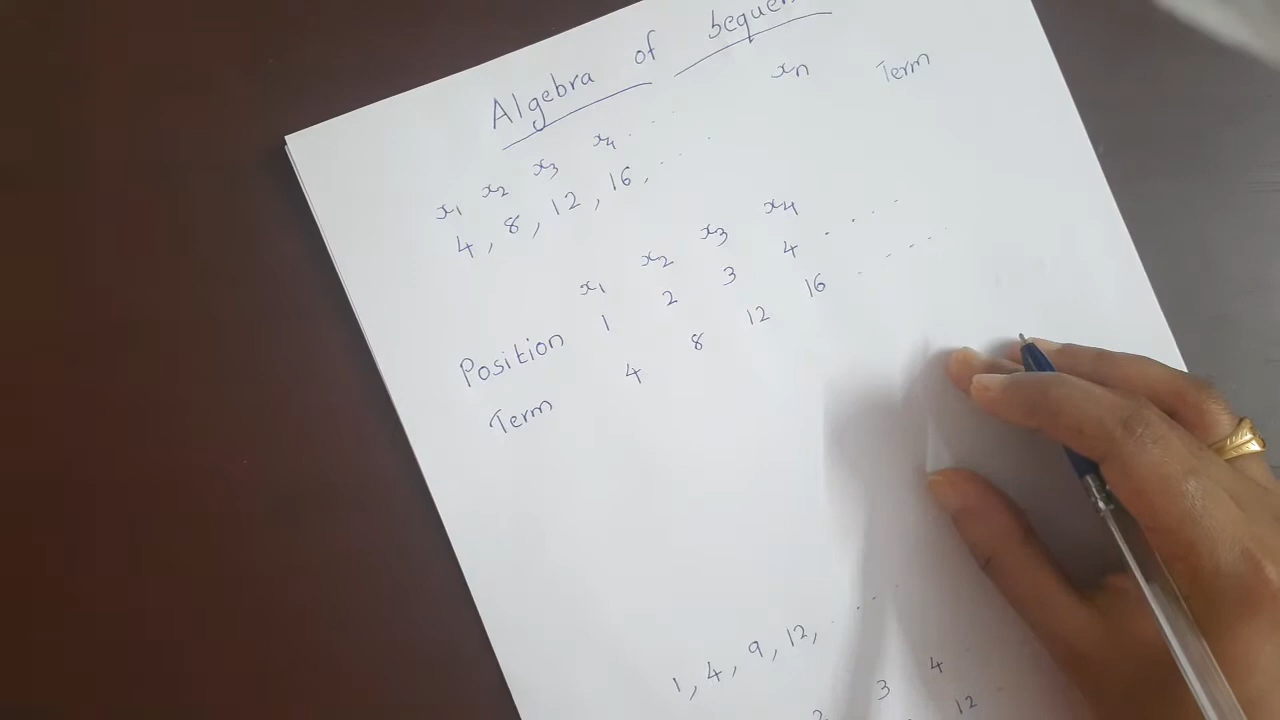 Algebra of
xn Term
x1 x2 x3 x4 . . . .
4, 8, 12, 16, . . . .
x1 x2 x3 x4
Position 1 2 3 4 . . . . .
Term 4 8 12 16 . . . . .
1, 4, 9, 12, . . . .
3 4
12